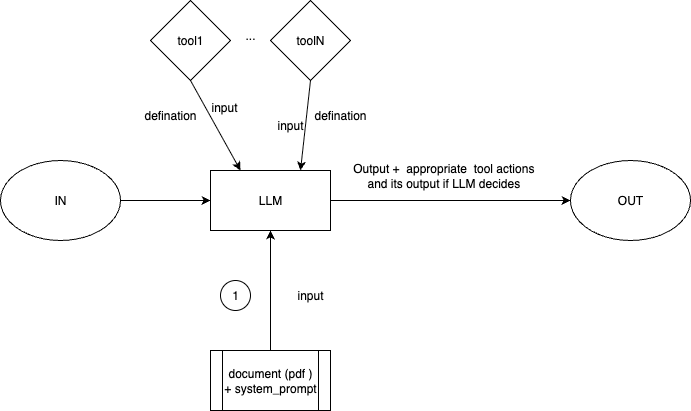 tool1
...
toolN
defination
input
input
defination
IN
LLM
Output + appropriate tool actions
and its output if LLM decides
OUT
1
input
document (pdf )
+ system_prompt